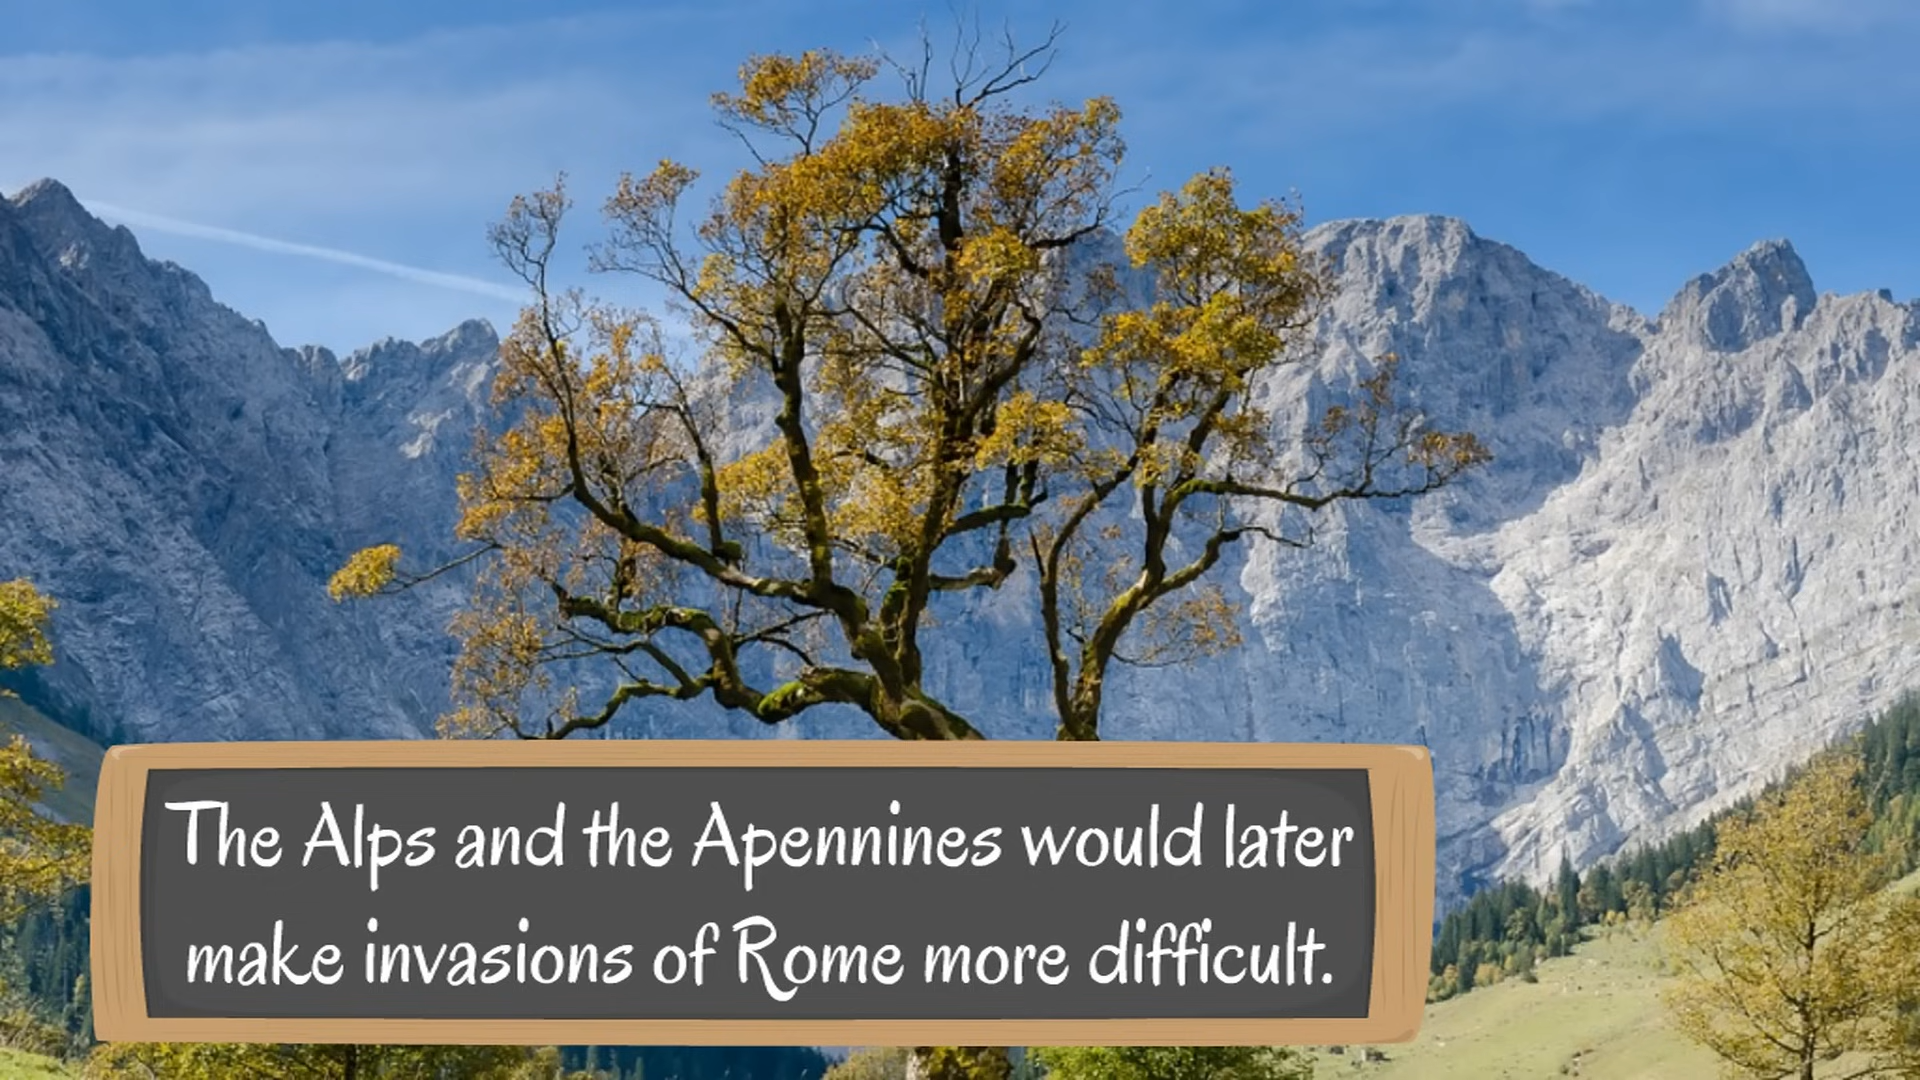 The Alps and the Apennines would later
make invasions of Rome more difficult.